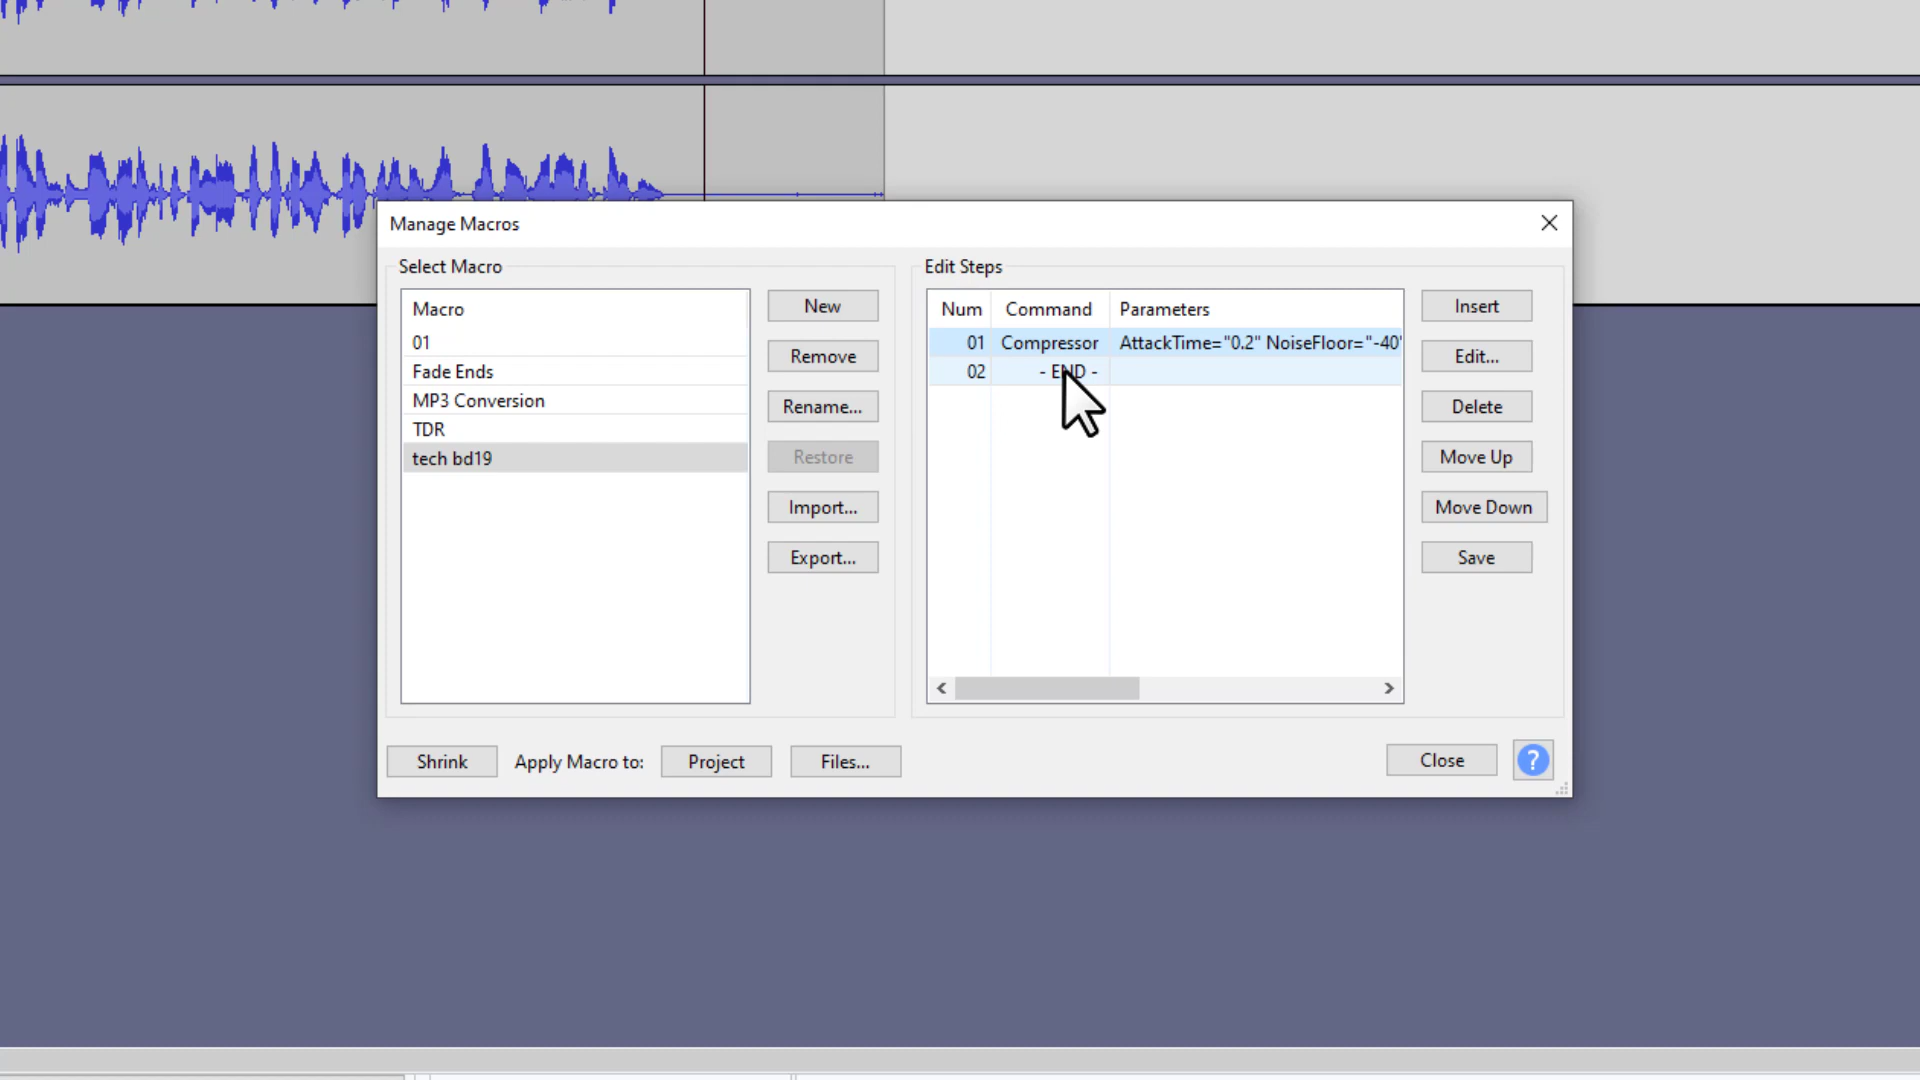 Manage Macros
Select Macro
Macro
01
Fade Ends
MP3 Conversion
TDR
tech bd19
New
Remove
Rename...
Restore
Import...
Export...
Edit Steps
Num Command Parameters
01 Compressor AttackTime="0.2" NoiseFloor="-40"
02 - END -
Insert
Edit...
Delete
Move Up
Move Down
Save
Shrink Apply Macro to: Project Files... Close ?